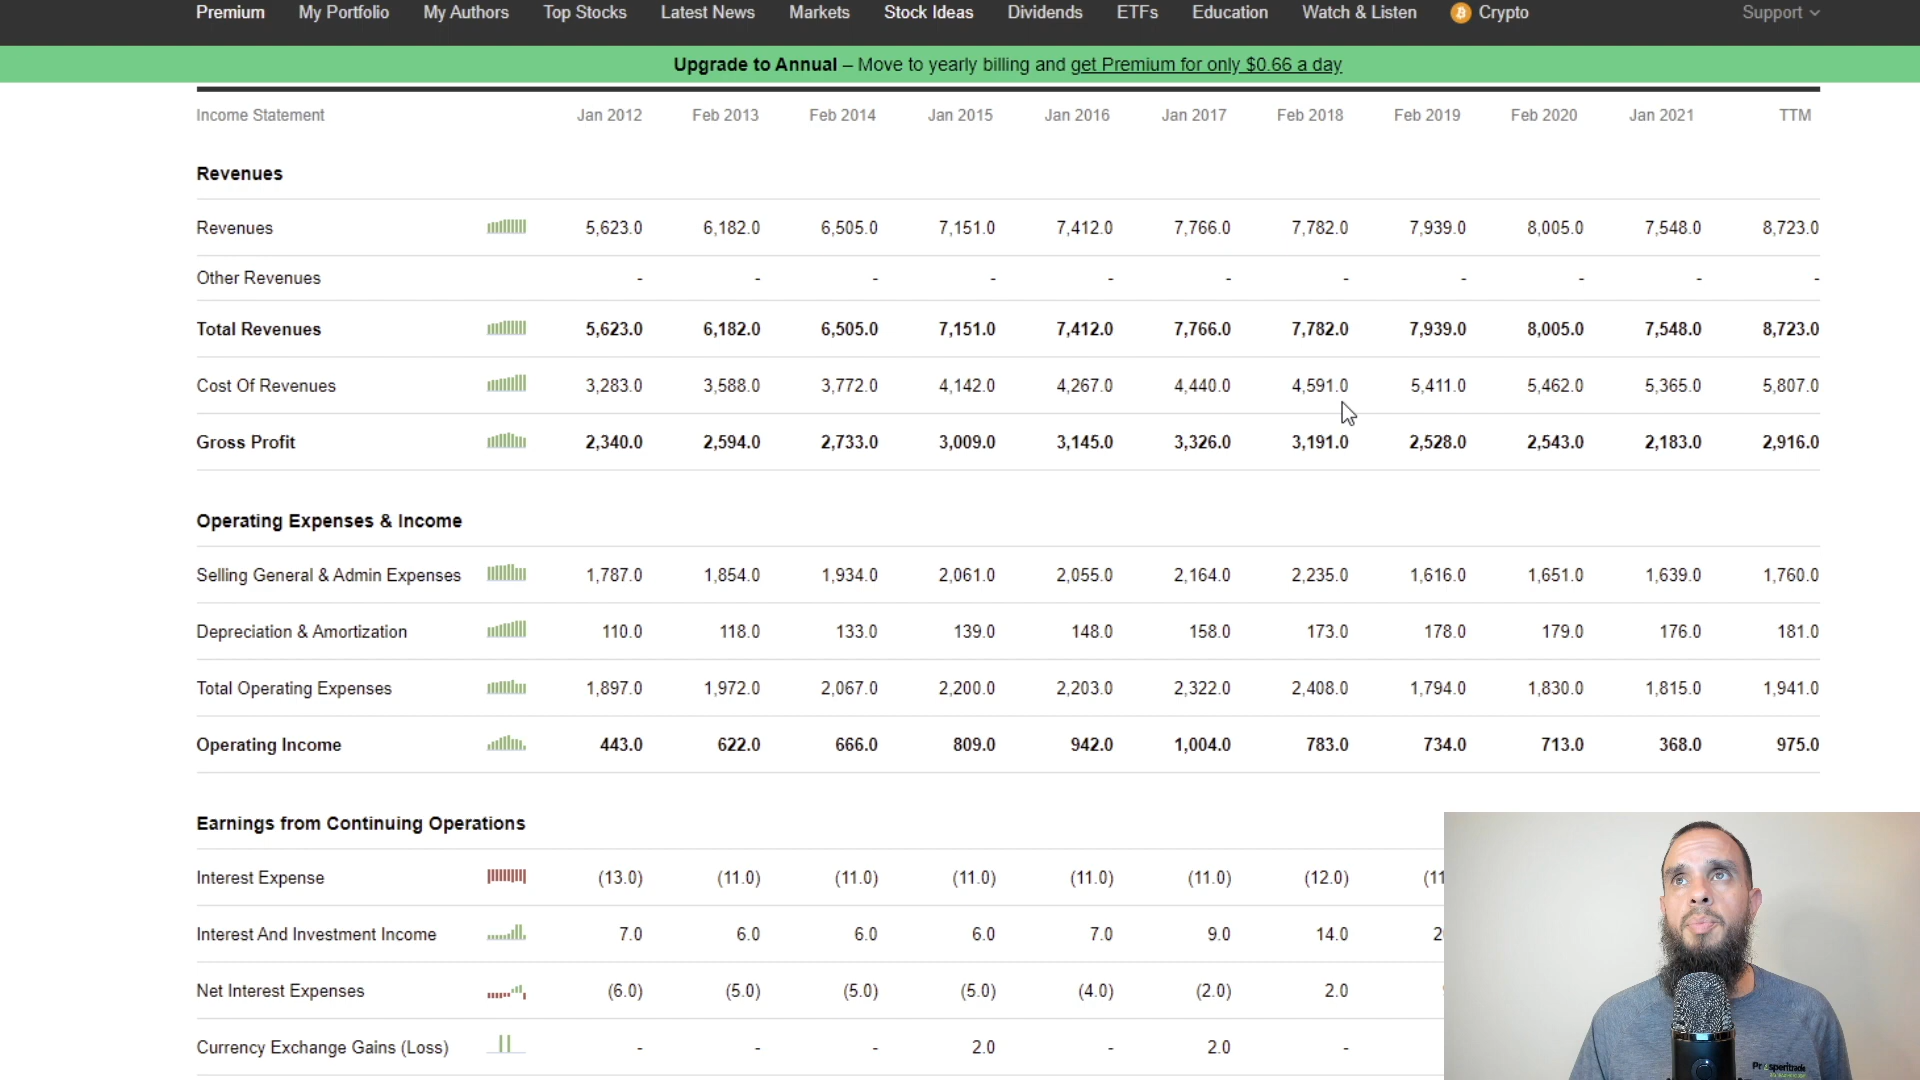 Premium My Portfolio My Authors Top Stocks Latest News Markets Stock Ideas Dividends ETFs Education Watch & Listen Crypto Support
Upgrade to Annual – Move to yearly billing and get Premium for only $0.66 a day
Income Statement Jan 2012 Feb 2013 Feb 2014 Jan 2015 Jan 2016 Jan 2017 Feb 2018 Feb 2019 Feb 2020 Jan 2021 TTM
Revenues
Revenues 5,623.0 6,182.0 6,505.0 7,151.0 7,412.0 7,766.0 7,782.0 7,939.0 8,005.0 7,548.0 8,723.0
Other Revenues - - - - - - - - - - -
Total Revenues 5,623.0 6,182.0 6,505.0 7,151.0 7,412.0 7,766.0 7,782.0 7,939.0 8,005.0 7,548.0 8,723.0
Cost Of Revenues 3,283.0 3,588.0 3,772.0 4,142.0 4,267.0 4,440.0 4,591.0 5,411.0 5,462.0 5,365.0 5,807.0
Gross Profit 2,340.0 2,594.0 2,733.0 3,009.0 3,145.0 3,326.0 3,191.0 2,528.0 2,543.0 2,183.0 2,916.0
Operating Expenses & Income
Selling General & Admin Expenses 1,787.0 1,854.0 1,934.0 2,061.0 2,055.0 2,164.0 2,235.0 1,616.0 1,651.0 1,639.0 1,760.0
Depreciation & Amortization 110.0 118.0 133.0 139.0 148.0 158.0 173.0 178.0 179.0 176.0 181.0
Total Operating Expenses 1,897.0 1,972.0 2,067.0 2,200.0 2,203.0 2,322.0 2,408.0 1,794.0 1,830.0 1,815.0 1,941.0
Operating Income 443.0 622.0 666.0 809.0 942.0 1,004.0 783.0 734.0 713.0 368.0 975.0
Earnings from Continuing Operations
Interest Expense (13.0) (11.0) (11.0) (11.0) (11.0) (11.0) (12.0) (11
Interest And Investment Income 7.0 6.0 6.0 6.0 7.0 9.0 14.0 2
Net Interest Expenses (6.0) (5.0) (5.0) (5.0) (4.0) (2.0) 2.0
Currency Exchange Gains (Loss) - - - 2.0 - 2.0 -
Prosperitrade